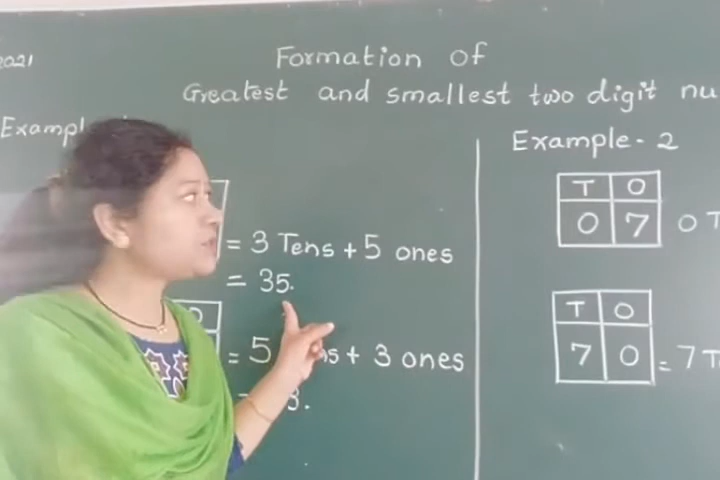 2021
Formation of
Greatest and smallest two digit nu
Exampl
= 3 Tens + 5 ones
= 35.
O
= 5 ns + 3 ones
3.
Example - 2
T O
0 7 0 T
T O
7 0 = 7 T